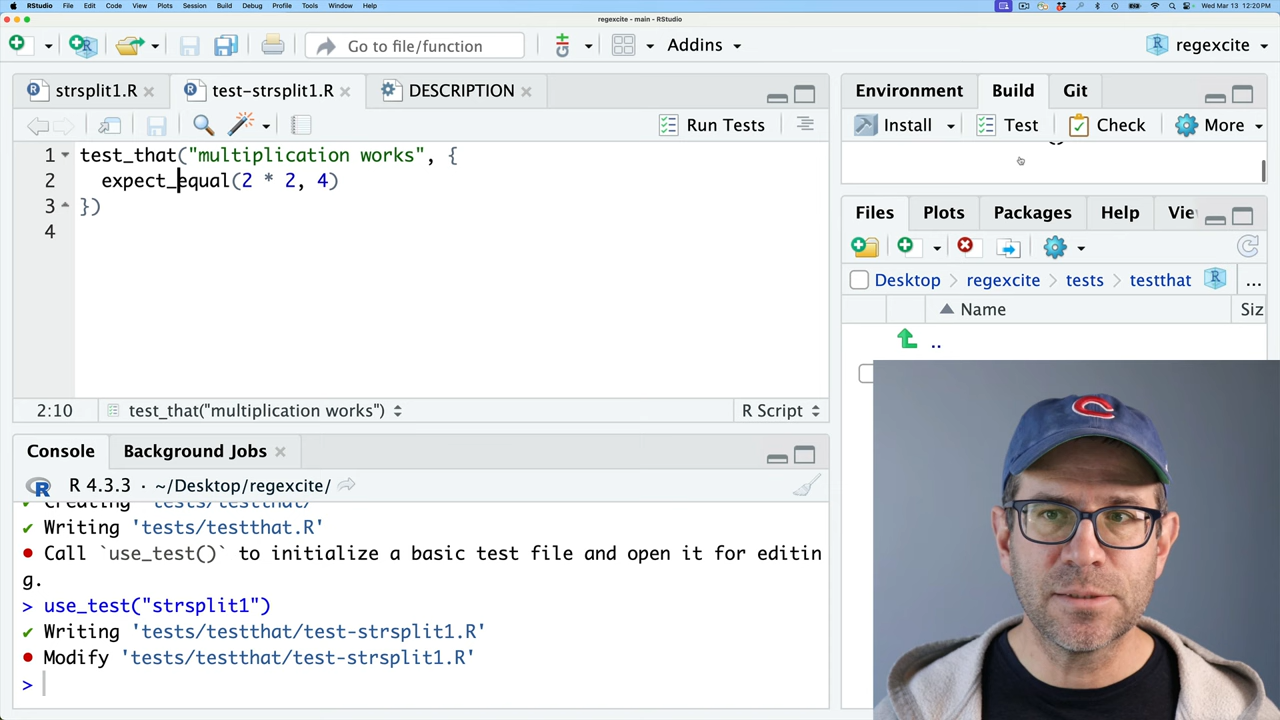 RStudio File Edit Code View Plots Session Build Debug Profile Tools Window Help
Wed Mar 13 12:20PM
regexcite - main - RStudio
Go to file/function
Addins
regexcite
strsplit1.R
test-strsplit1.R
DESCRIPTION
Run Tests
1 test_that("multiplication works", {
2 expect_equal(2 * 2, 4)
3 })
4
2:10 test_that("multiplication works") R Script
Console Background Jobs
R 4.3.3 · ~/Desktop/regexcite/
✔ Writing 'tests/testthat.R'
● Call `use_test()` to initialize a basic test file and open it for editin
g.
> use_test("strsplit1")
✔ Writing 'tests/testthat/test-strsplit1.R'
● Modify 'tests/testthat/test-strsplit1.R'
>
Environment Build Git
Install Test Check More
Files Plots Packages Help
Desktop regexcite tests testthat ...
Name
..
C